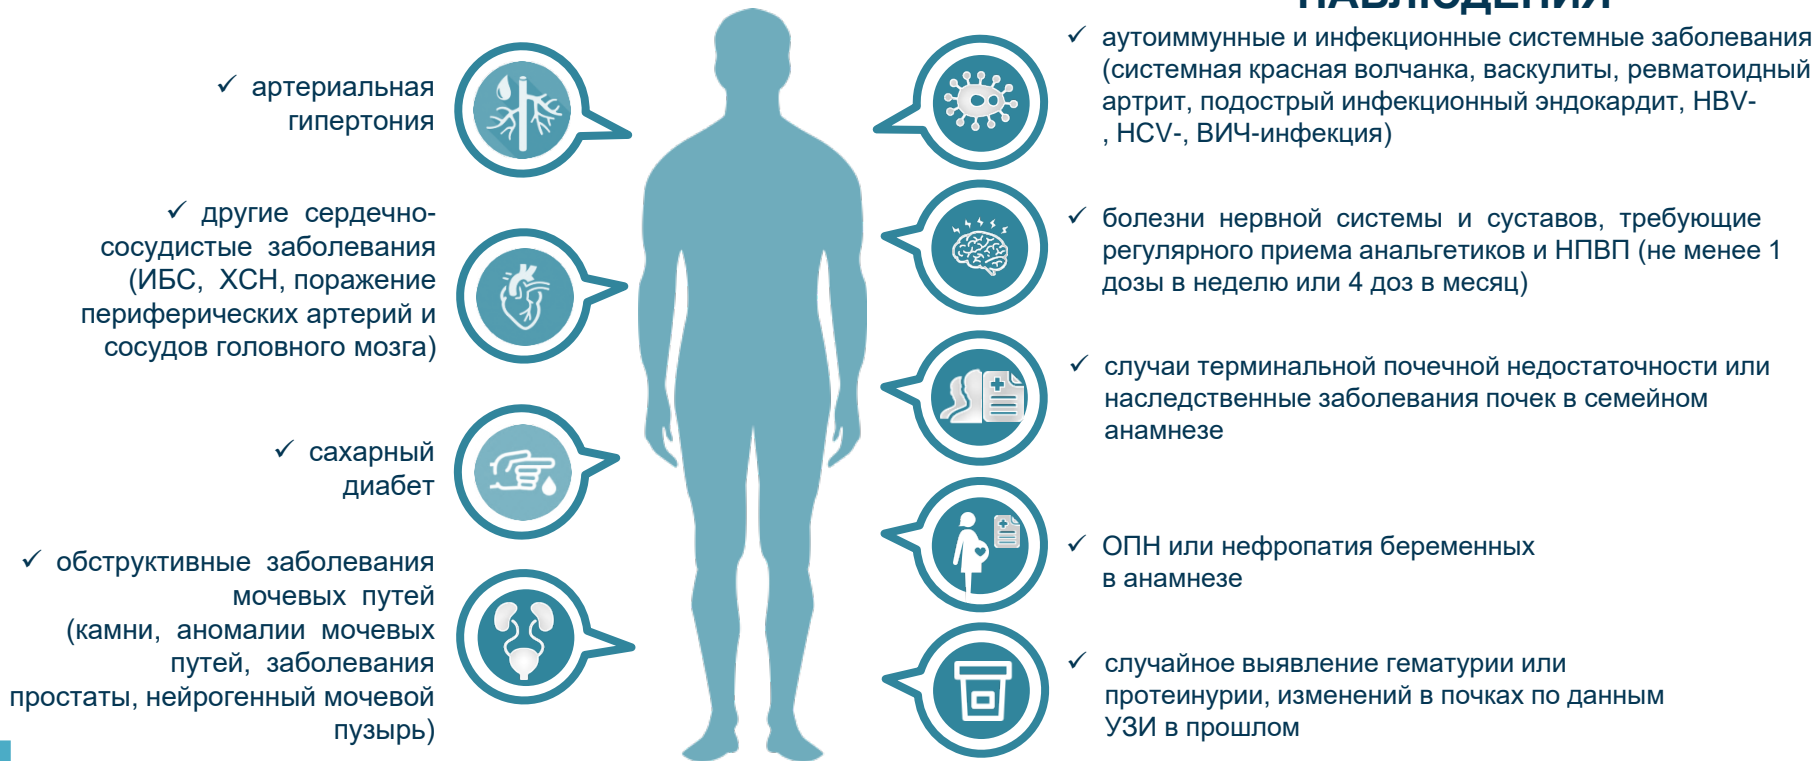 НАБЛЮДЕНИЯ
✓ артериальная
гипертония
✓ другие сердечно-
сосудистые заболевания
(ИБС, ХСН, поражение
периферических артерий и
сосудов головного мозга)
✓ сахарный
диабет
✓ обструктивные заболевания
мочевых путей
(камни, аномалии мочевых
путей, заболевания
простаты, нейрогенный мочевой
пузырь)
✓ аутоиммунные и инфекционные системные заболевания
(системная красная волчанка, васкулиты, ревматоидный
артрит, подострый инфекционный эндокардит, HBV-
, HCV-, ВИЧ-инфекция)
✓ болезни нервной системы и суставов, требующие
регулярного приема анальгетиков и НПВП (не менее 1
дозы в неделю или 4 доз в месяц)
✓ случаи терминальной почечной недостаточности или
наследственные заболевания почек в семейном
анамнезе
✓ ОПН или нефропатия беременных
в анамнезе
✓ случайное выявление гематурии или
протеинурии, изменений в почках по данным
УЗИ в прошлом